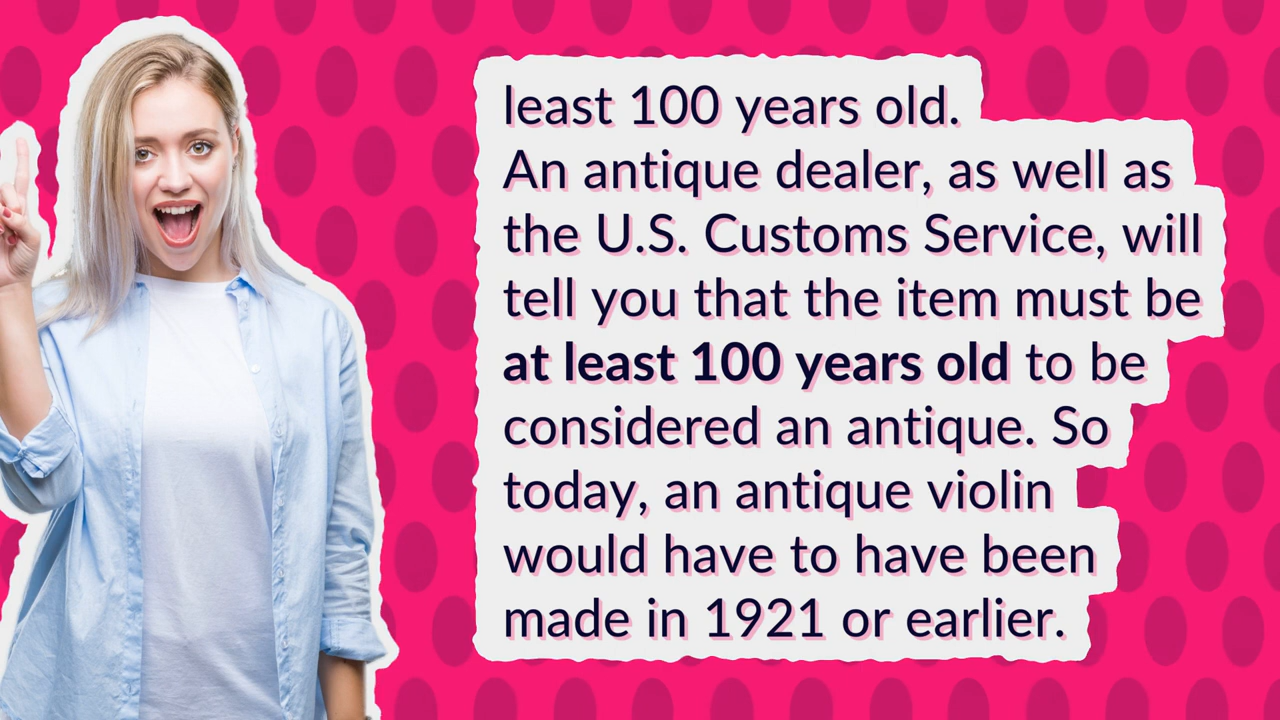 least 100 years old.
An antique dealer, as well as
the U.S. Customs Service, will
tell you that the item must be
at least 100 years old to be
considered an antique. So
today, an antique violin
would have to have been
made in 1921 or earlier.